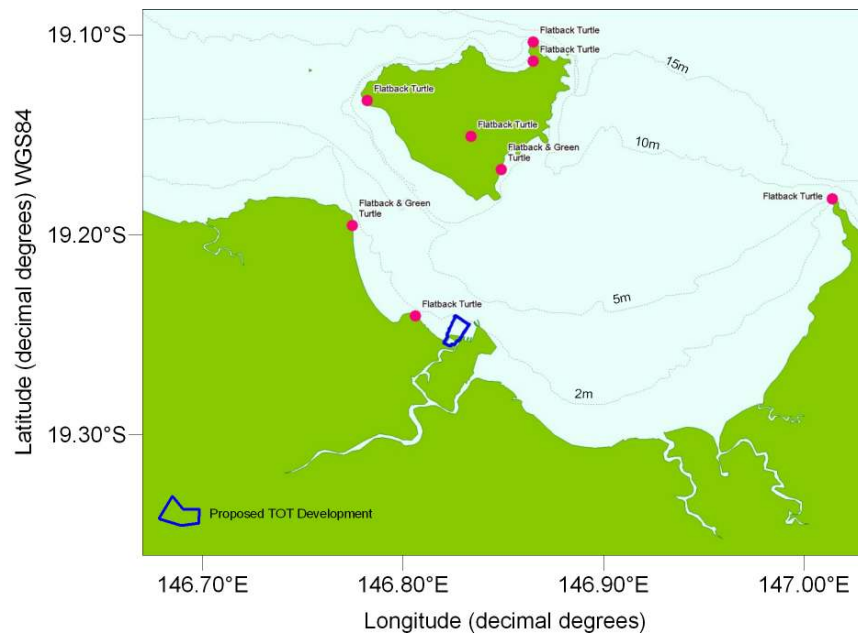 19.10°S
19.20°S
19.30°S
Latitude (decimal degrees) WGS84
Flatback Turtle
Flatback Turtle
15m
Flatback Turtle
Flatback Turtle
10m
Flatback & Green
Turtle
Flatback Turtle
Flatback & Green
Turtle
5m
Flatback Turtle
2m
Proposed TOT Development
146.70°E
146.80°E
146.90°E
147.00°E
Longitude (decimal degrees)